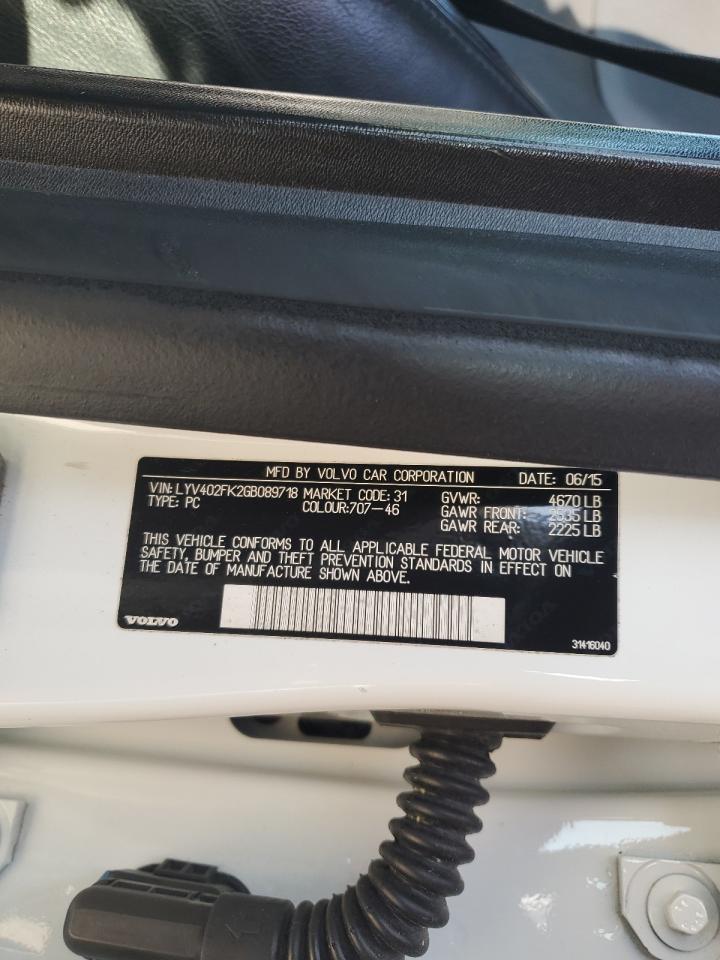 MFD BY VOLVO CAR CORPORATION DATE: 06/15
VIN: LYV402FK2GB089718 MARKET CODE: 31 GVWR: 4670 LB
TYPE: PC COLOUR:707-46 GAWR FRONT: 2535 LB
GAWR REAR: 2225 LB
THIS VEHICLE CONFORMS TO ALL APPLICABLE FEDERAL MOTOR VEHICLE
SAFETY, BUMPER AND THEFT PREVENTION STANDARDS IN EFFECT ON
THE DATE OF MANUFACTURE SHOWN ABOVE.
VOLVO
31416040